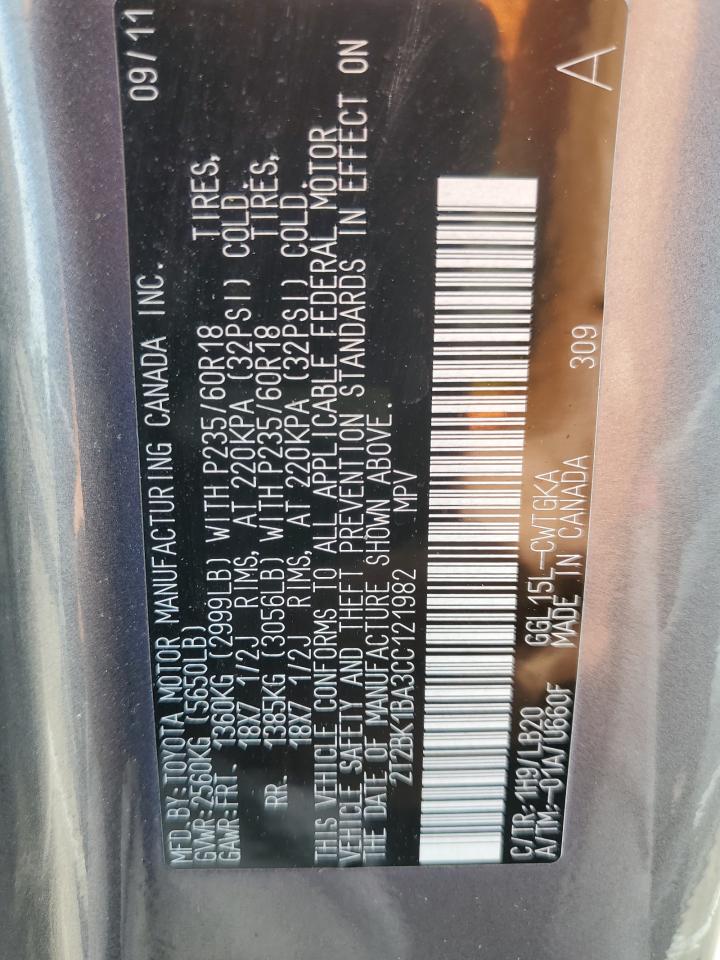 MFD.BY:TOYOTA MOTOR MANUFACTURING CANADA INC. 09/11
GVWR:2560KG (5650LB)
GAWR:FRT. 1360KG (2999LB) WITH P235/60R18 TIRES,
18X7 1/2J RIMS, AT 220KPA (32PSI) COLD.
RR. 1385KG (3056LB) WITH P235/60R18 TIRES,
18X7 1/2J RIMS, AT 220KPA (32PSI) COLD.
THIS VEHICLE CONFORMS TO ALL APPLICABLE FEDERAL MOTOR
VEHICLE SAFETY AND THEFT PREVENTION STANDARDS IN EFFECT ON
THE DATE OF MANUFACTURE SHOWN ABOVE.
2T2BK1BA3CC121982 MPV
C/TR:1H9/LB20 GGL15L-CWTGKA 309 A
A/TM:-01A/U660F MADE IN CANADA